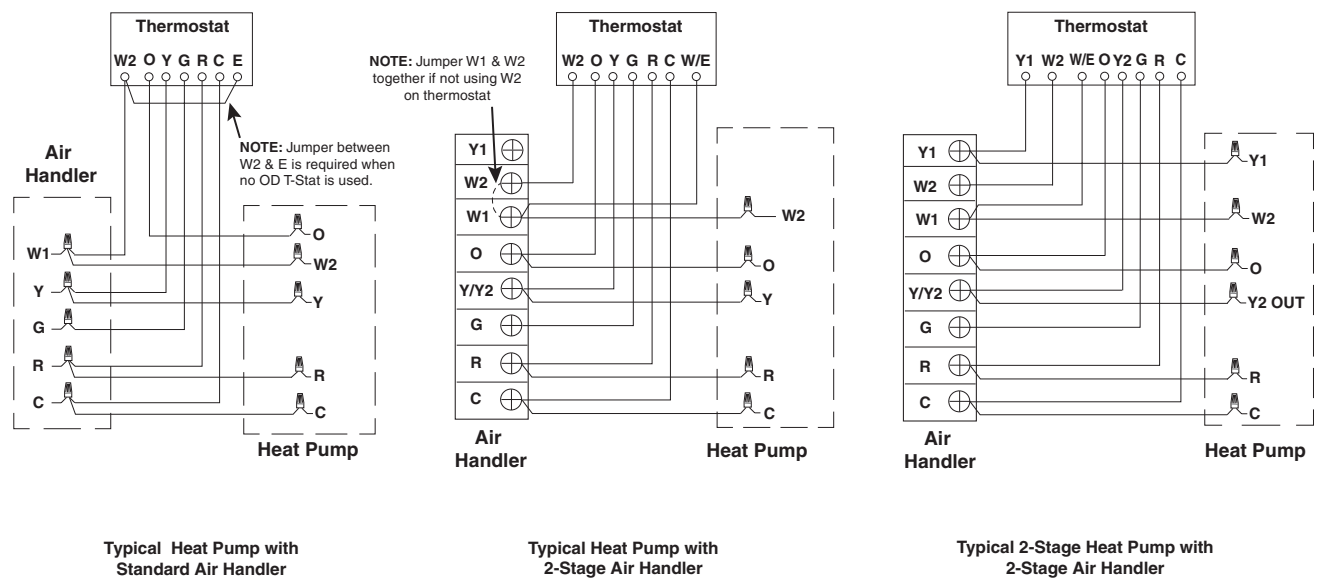 Thermostat
W2 O Y G R C E
NOTE: Jumper between
W2 & E is required when
no OD T-Stat is used.
Air
Handler
W1
Y
G
R
C
O
W2
Y
R
C
Heat Pump
Typical Heat Pump with
Standard Air Handler
Thermostat
W2 O Y G R C W/E
NOTE: Jumper W1 & W2
together if not using W2
on thermostat
Y1
W2
W1
O
Y/Y2
G
R
C
Air
Handler
W2
O
Y
R
C
Heat Pump
Typical Heat Pump with
2-Stage Air Handler
Thermostat
Y1 W2 W/E O Y2 G R C
Y1
W2
W1
O
Y/Y2
G
R
C
Air
Handler
Y1
W2
O
Y2 OUT
R
C
Heat Pump
Typical 2-Stage Heat Pump with
2-Stage Air Handler